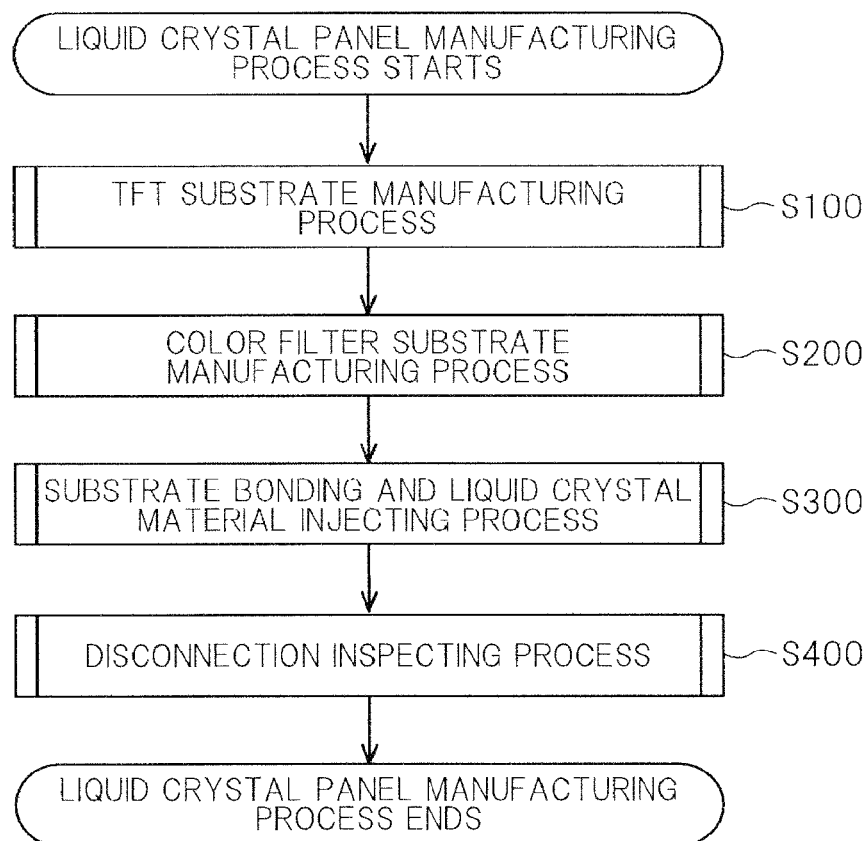 LIQUID CRYSTAL PANEL MANUFACTURING
PROCESS STARTS
TFT SUBSTRATE MANUFACTURING
PROCESS
S100
COLOR FILTER SUBSTRATE
MANUFACTURING PROCESS
S200
SUBSTRATE BONDING AND LIQUID CRYSTAL
MATERIAL INJECTING PROCESS
S300
DISCONNECTION INSPECTING PROCESS
S400
LIQUID CRYSTAL PANEL MANUFACTURING
PROCESS ENDS